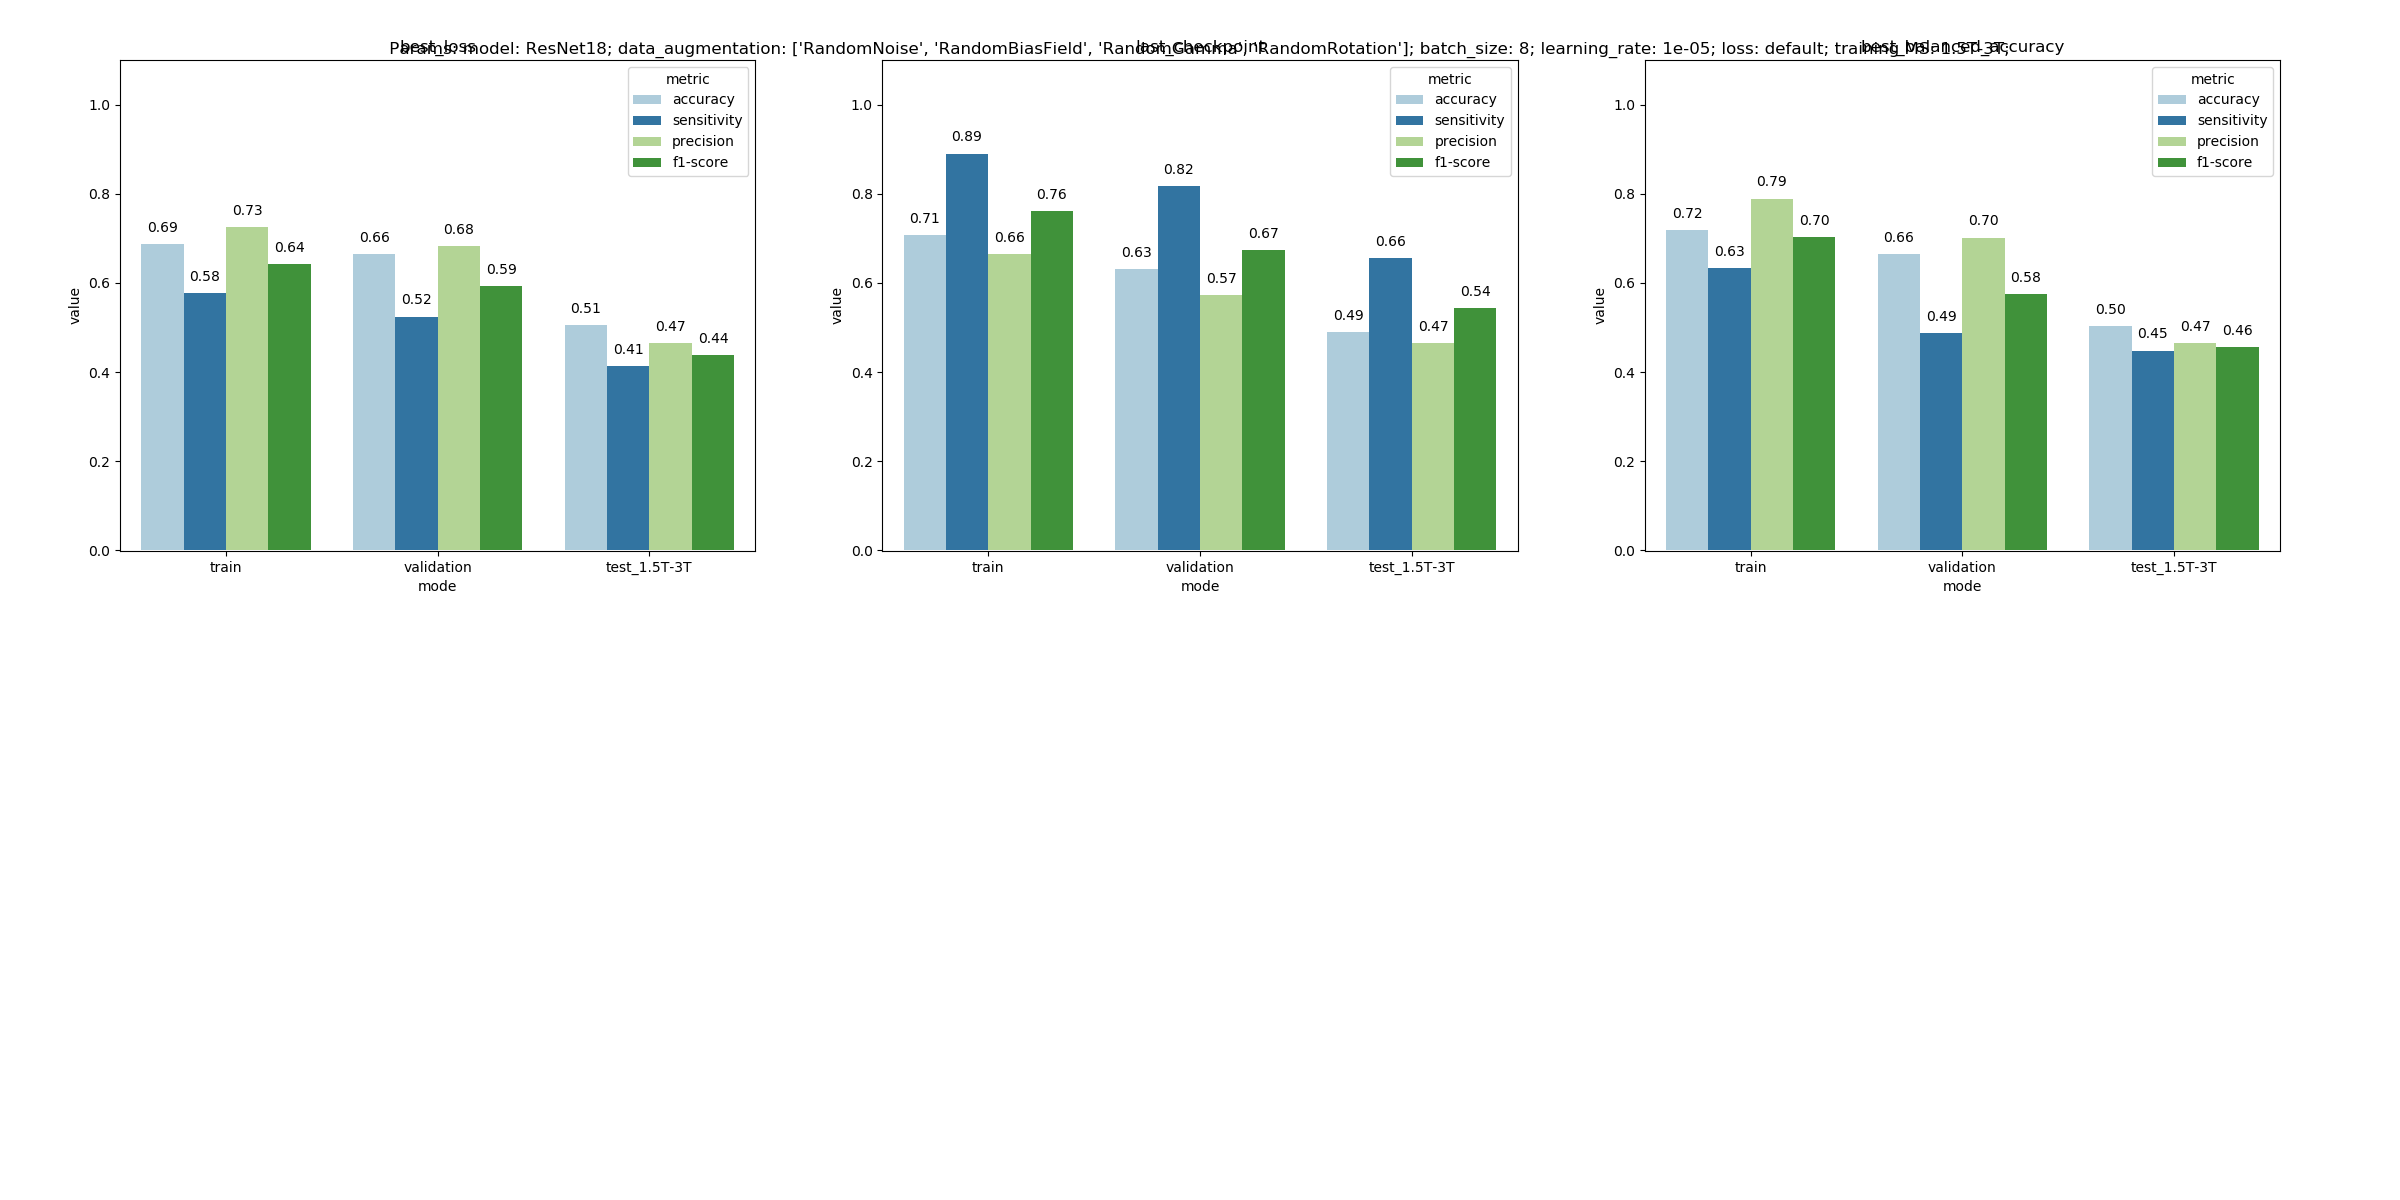 best_loss
last_checkpoint
best_balanced_accuracy
Params: model: ResNet18; data_augmentation: ['RandomNoise', 'RandomBiasField', 'RandomGamma', 'RandomRotation']; batch_size: 8; learning_rate: 1e-05; loss: default; training_MS: 1.5T-3T;
metric
accuracy
sensitivity
precision
f1-score
1.0
0.8
0.6
0.4
0.2
0.0
value
0.69
0.58
0.73
0.64
0.66
0.52
0.68
0.59
0.51
0.41
0.47
0.44
train
validation
test_1.5T-3T
mode
metric
accuracy
sensitivity
precision
f1-score
1.0
0.8
0.6
0.4
0.2
0.0
value
0.71
0.89
0.66
0.76
0.63
0.82
0.57
0.67
0.49
0.66
0.47
0.54
train
validation
test_1.5T-3T
mode
metric
accuracy
sensitivity
precision
f1-score
1.0
0.8
0.6
0.4
0.2
0.0
value
0.72
0.63
0.79
0.70
0.66
0.49
0.70
0.58
0.50
0.45
0.47
0.46
train
validation
test_1.5T-3T
mode